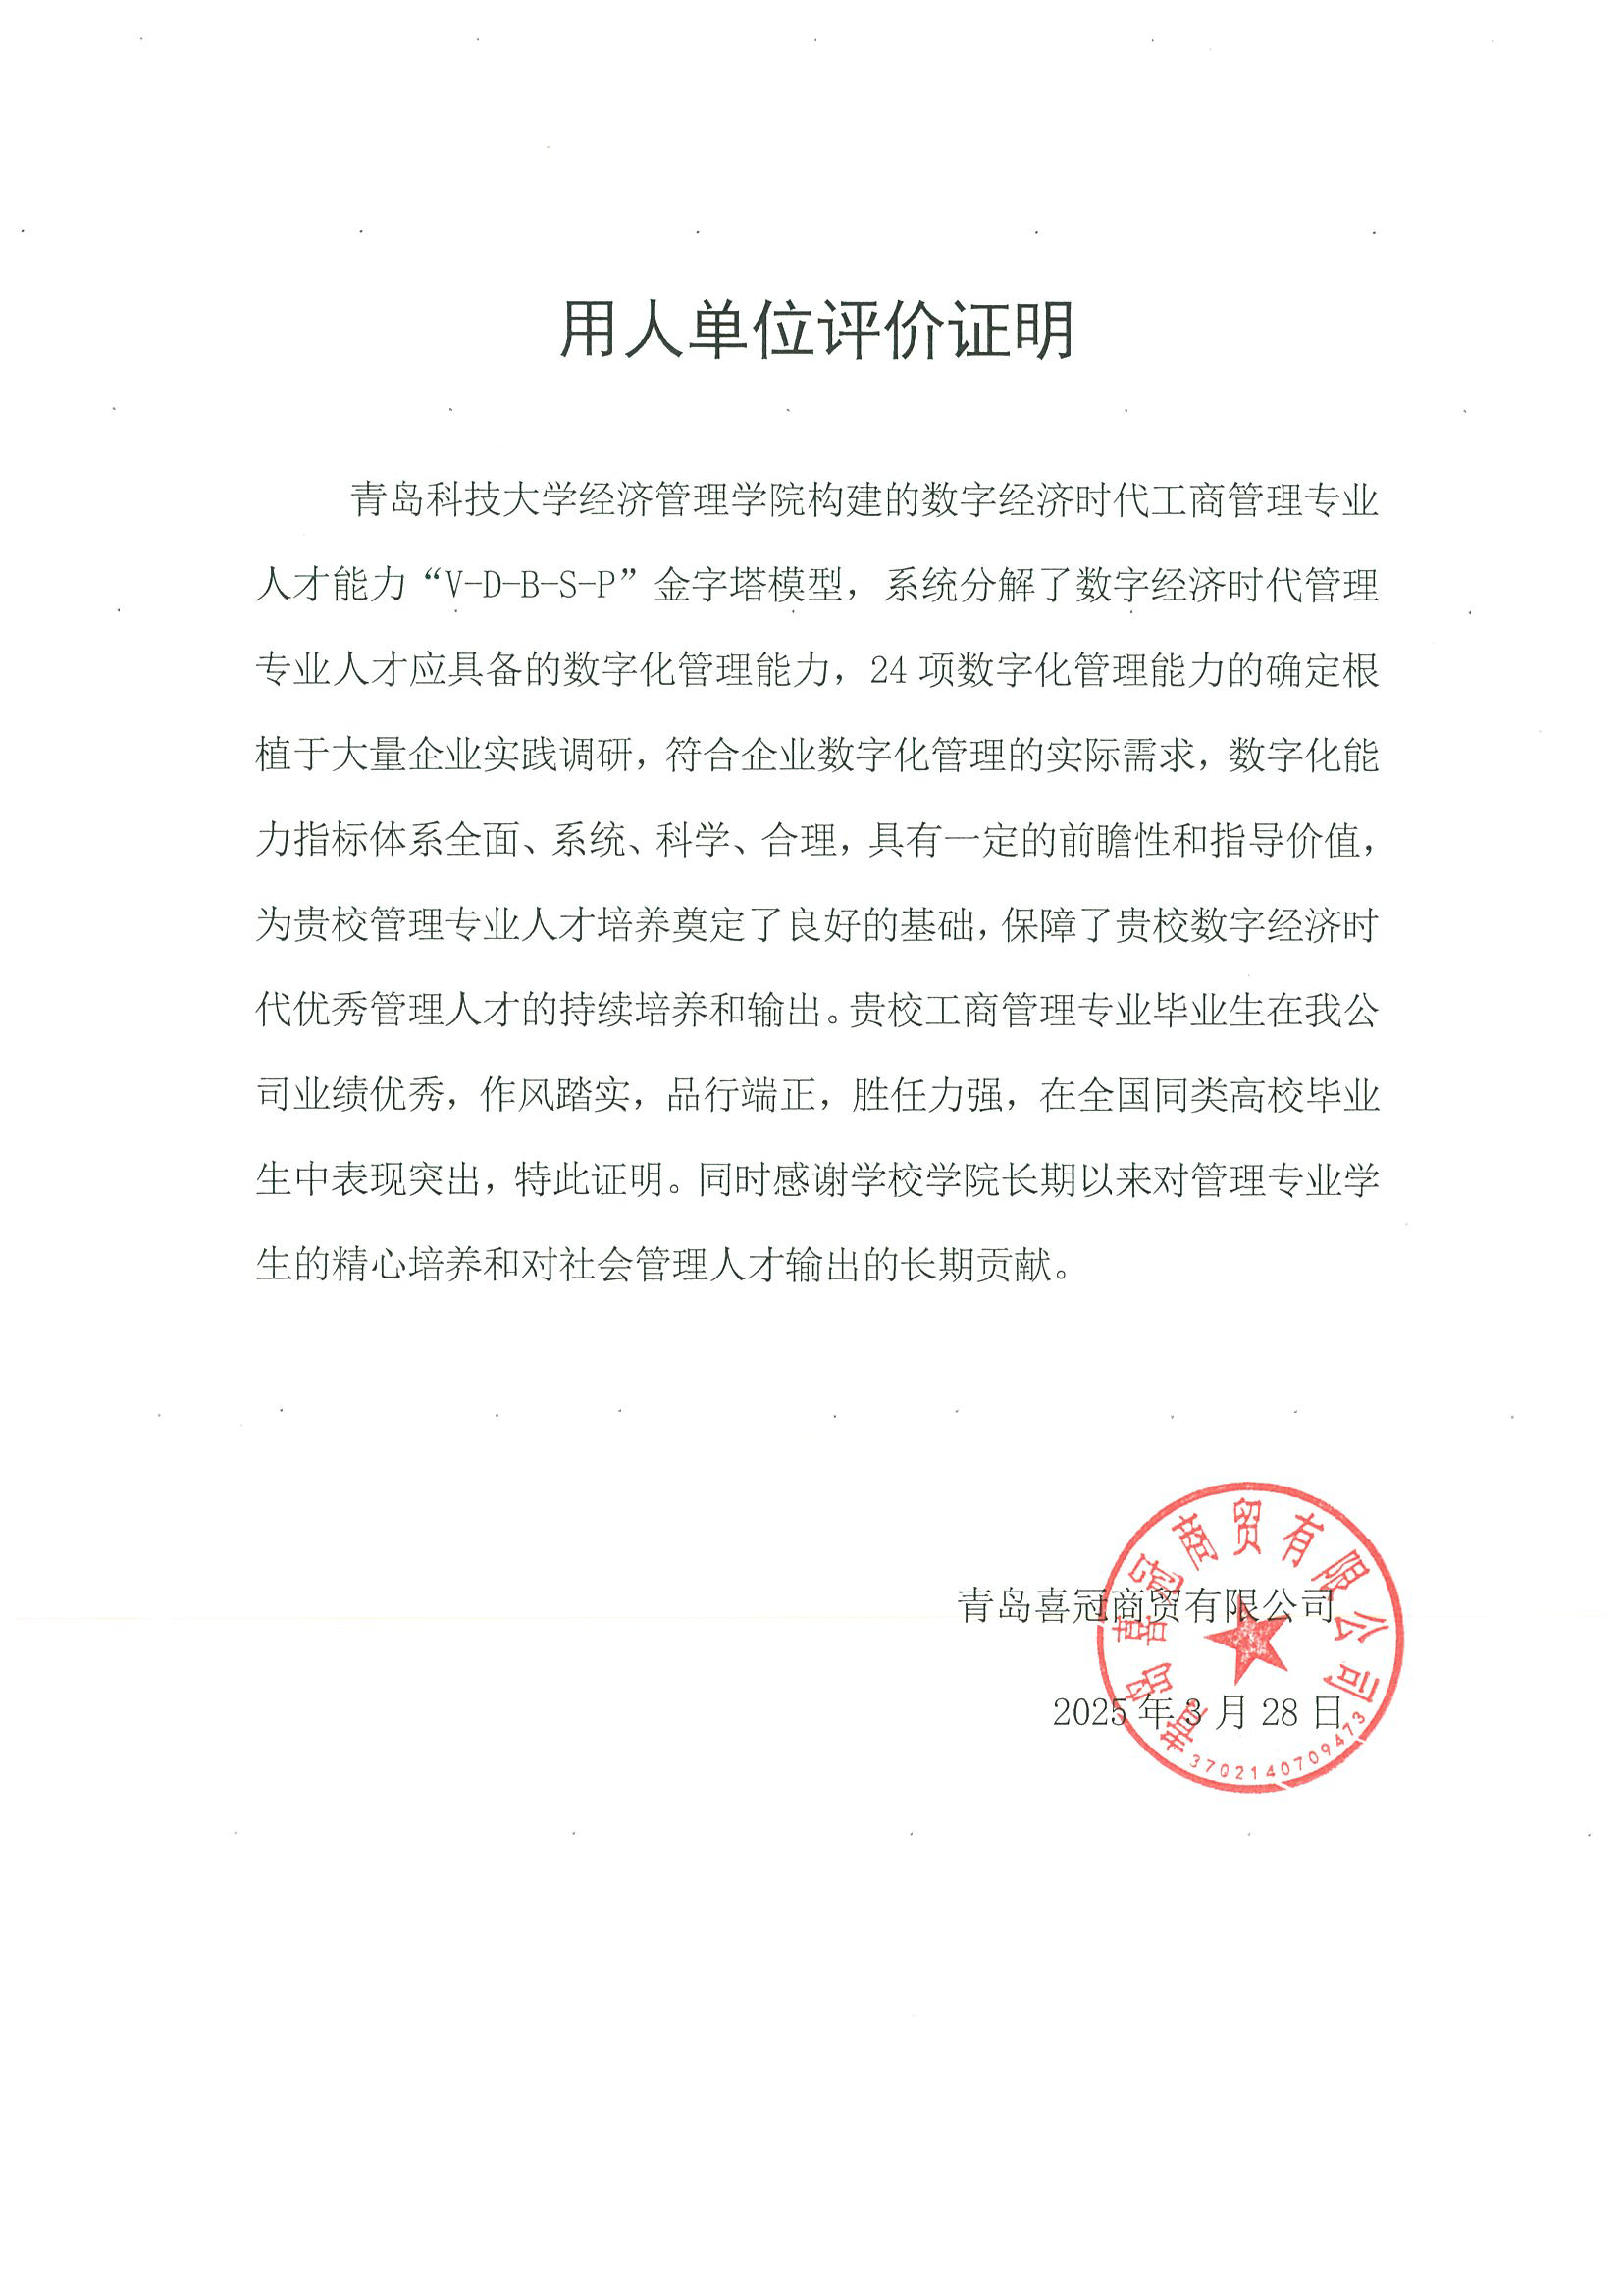 用人单位评价证明
青岛科技大学经济管理学院构建的数字经济时代工商管理专业
人才能力“V-D-B-S-P”金字塔模型，系统分解了数字经济时代管理
专业人才应具备的数字化管理能力，24 项数字化管理能力的确定根
植于大量企业实践调研，符合企业数字化管理的实际需求，数字化能
力指标体系全面、系统、科学、合理，具有一定的前瞻性和指导价值，
为贵校管理专业人才培养奠定了良好的基础，保障了贵校数字经济时
代优秀管理人才的持续培养和输出。贵校工商管理专业毕业生在我公
司业绩优秀，作风踏实，品行端正，胜任力强，在全国同类高校毕业
生中表现突出，特此证明。同时感谢学校学院长期以来对管理专业学
生的精心培养和对社会管理人才输出的长期贡献。
青岛喜冠商贸有限公司
2025 年 3 月 28 日
青岛喜冠商贸有限公司
3702140709473